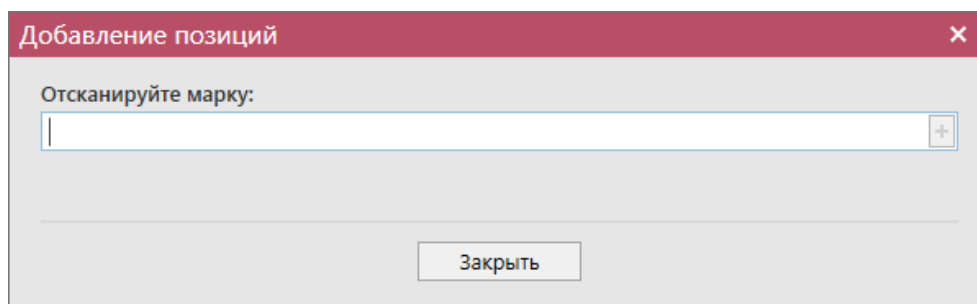 Добавление позиций
Отсканируйте марку:
Закрыть